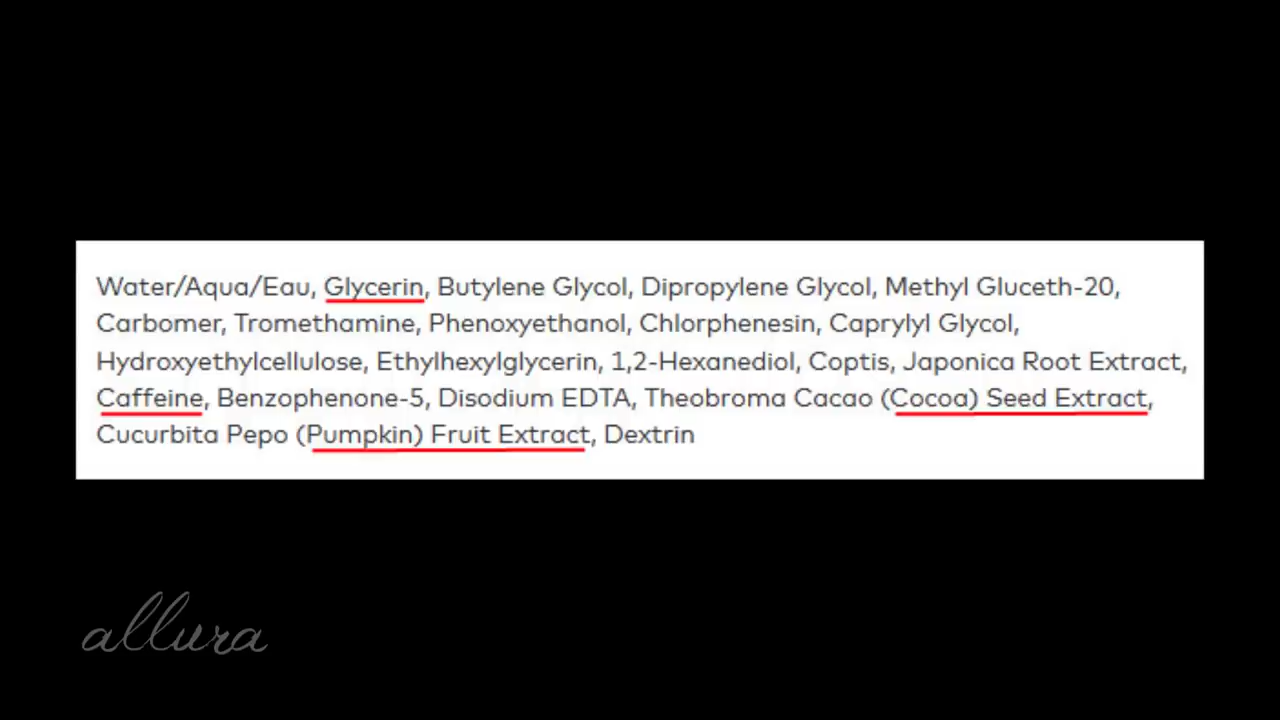 Water/Aqua/Eau, Glycerin, Butylene Glycol, Dipropylene Glycol, Methyl Gluceth-20,
Carbomer, Tromethamine, Phenoxyethanol, Chlorphenesin, Caprylyl Glycol,
Hydroxyethylcellulose, Ethylhexylglycerin, 1,2-Hexanediol, Coptis, Japonica Root Extract,
Caffeine, Benzophenone-5, Disodium EDTA, Theobroma Cacao (Cocoa) Seed Extract,
Cucurbita Pepo (Pumpkin) Fruit Extract, Dextrin
allura